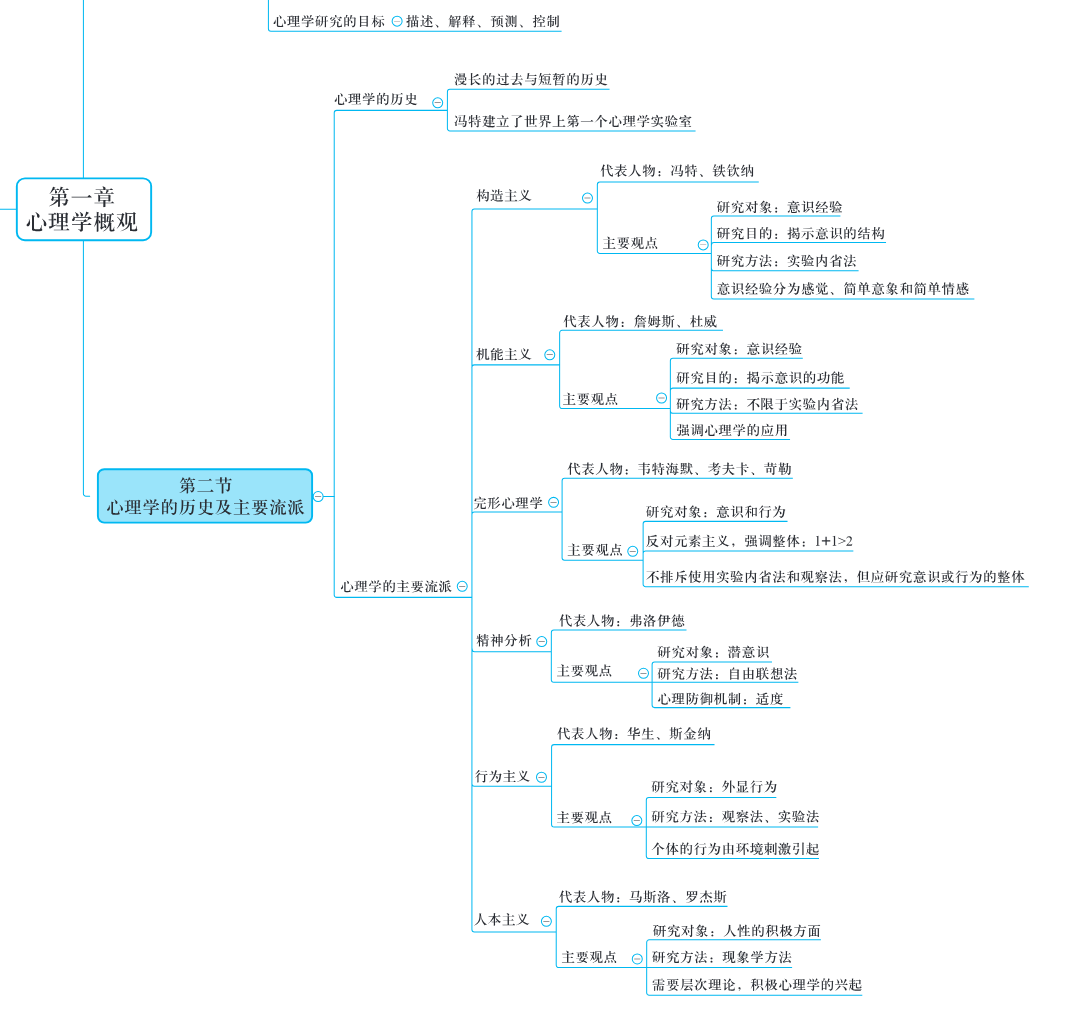 心理学研究的目标
描述、解释、预测、控制
第一章
心理学概观
第二节
心理学的历史及主要流派
心理学的历史
漫长的过去与短暂的历史
冯特建立了世界上第一个心理学实验室
心理学的主要流派
构造主义
代表人物：冯特、铁钦纳
主要观点
研究对象：意识经验
研究目的：揭示意识的结构
研究方法：实验内省法
意识经验分为感觉、简单意象和简单情感
机能主义
代表人物：詹姆斯、杜威
主要观点
研究对象：意识经验
研究目的：揭示意识的功能
研究方法：不限于实验内省法
强调心理学的应用
完形心理学
代表人物：韦特海默、考夫卡、苛勒
主要观点
研究对象：意识和行为
反对元素主义，强调整体：1+1>2
不排斥使用实验内省法和观察法，但应研究意识或行为的整体
精神分析
代表人物：弗洛伊德
主要观点
研究对象：潜意识
研究方法：自由联想法
心理防御机制：适度
行为主义
代表人物：华生、斯金纳
主要观点
研究对象：外显行为
研究方法：观察法、实验法
个体的行为由环境刺激引起
人本主义
代表人物：马斯洛、罗杰斯
主要观点
研究对象：人性的积极方面
研究方法：现象学方法
需要层次理论，积极心理学的兴起